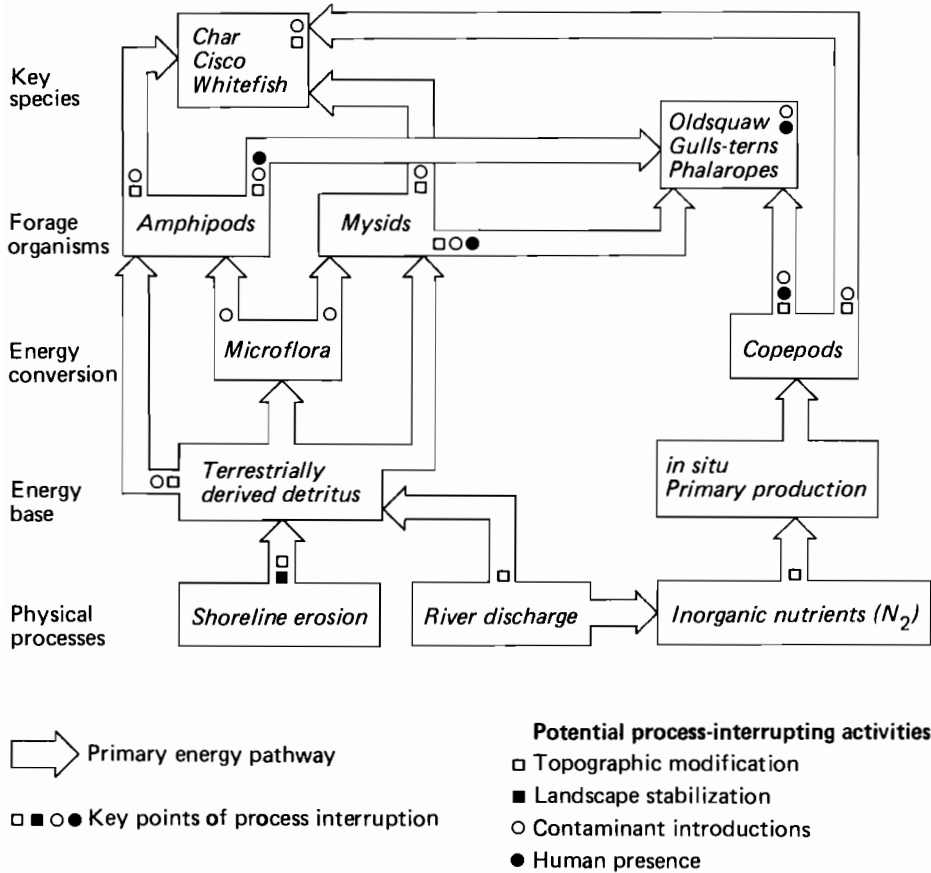 Key
species
Char
Cisco
Whitefish
Oldsquaw
Gulls-terns
Phalaropes
Forage
organisms
Amphipods
Mysids
Energy
conversion
Microflora
Copepods
Energy
base
Terrestrially
derived detritus
in situ
Primary production
Physical
processes
Shoreline erosion
River discharge
Inorganic nutrients (N2)
Primary energy pathway
Key points of process interruption
Potential process-interrupting activities
Topographic modification
Landscape stabilization
Contaminant introductions
Human presence